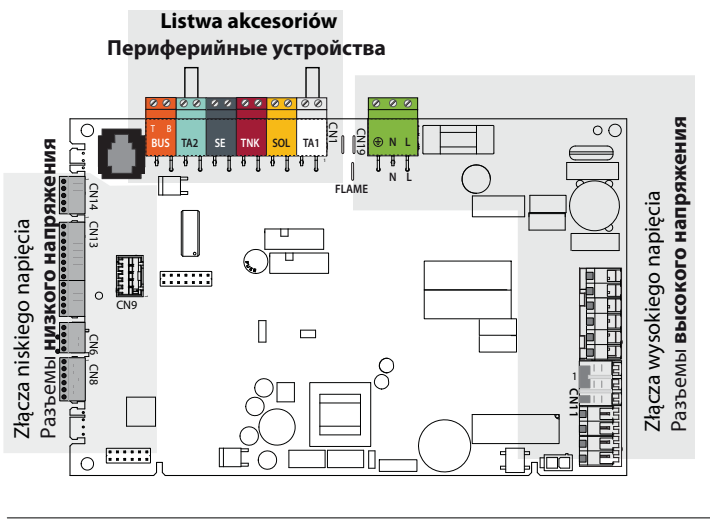 Listwa akcesoriów
Периферийные устройства
T B
BUS TA2 SE TNK SOL TA1
CN1
CN19
N L
N L
FLAME
CN14
CN13
CN9
CN6
CN8
1
CN11
Złącza niskiego napięcia
Разъемы низкого напряжения
Złącza wysokiego napięcia
Разъемы высокого напряжения